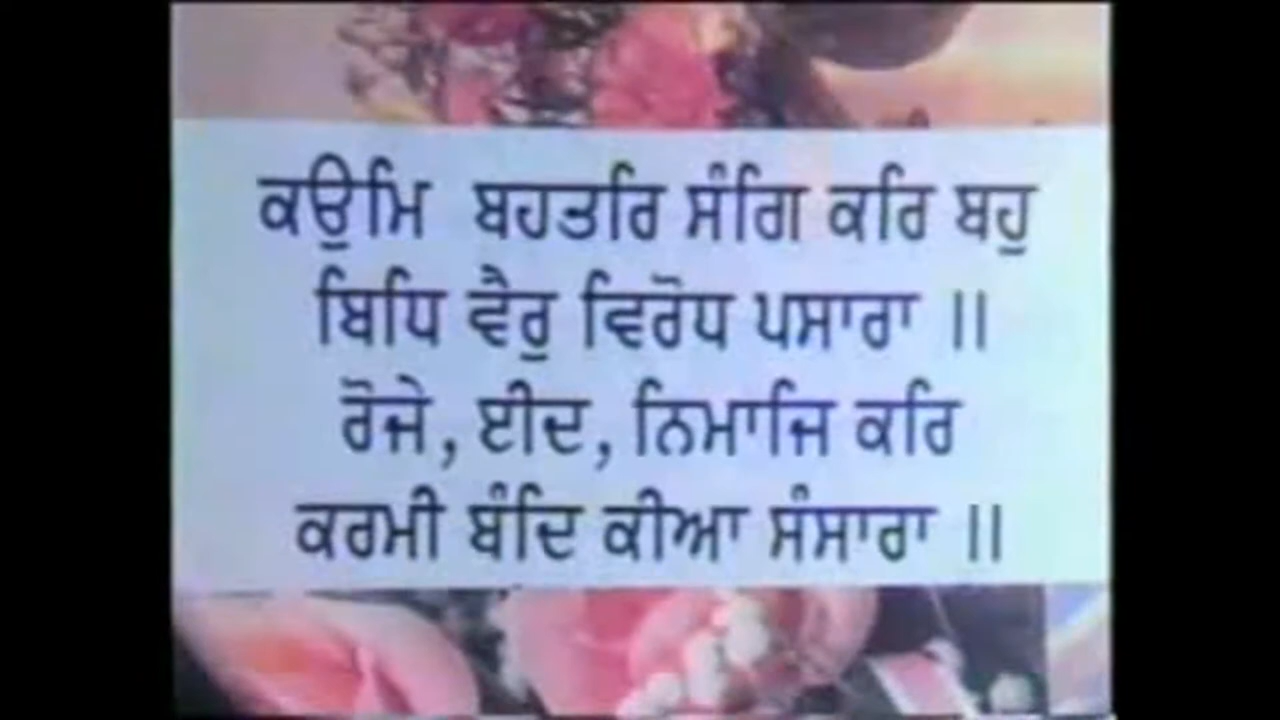 ਕਉਮਿ ਬਹਤਰਿ ਸੰਗਿ ਕਰਿ ਬਹੁ
ਬਿਧਿ ਵੈਰੁ ਵਿਰੋਧ ਪਸਾਰਾ ॥
ਰੋਜੇ, ਈਦ, ਨਿਮਾਜਿ ਕਰਿ
ਕਰਮੀ ਬੰਦਿ ਕੀਆ ਸੰਸਾਰਾ ॥